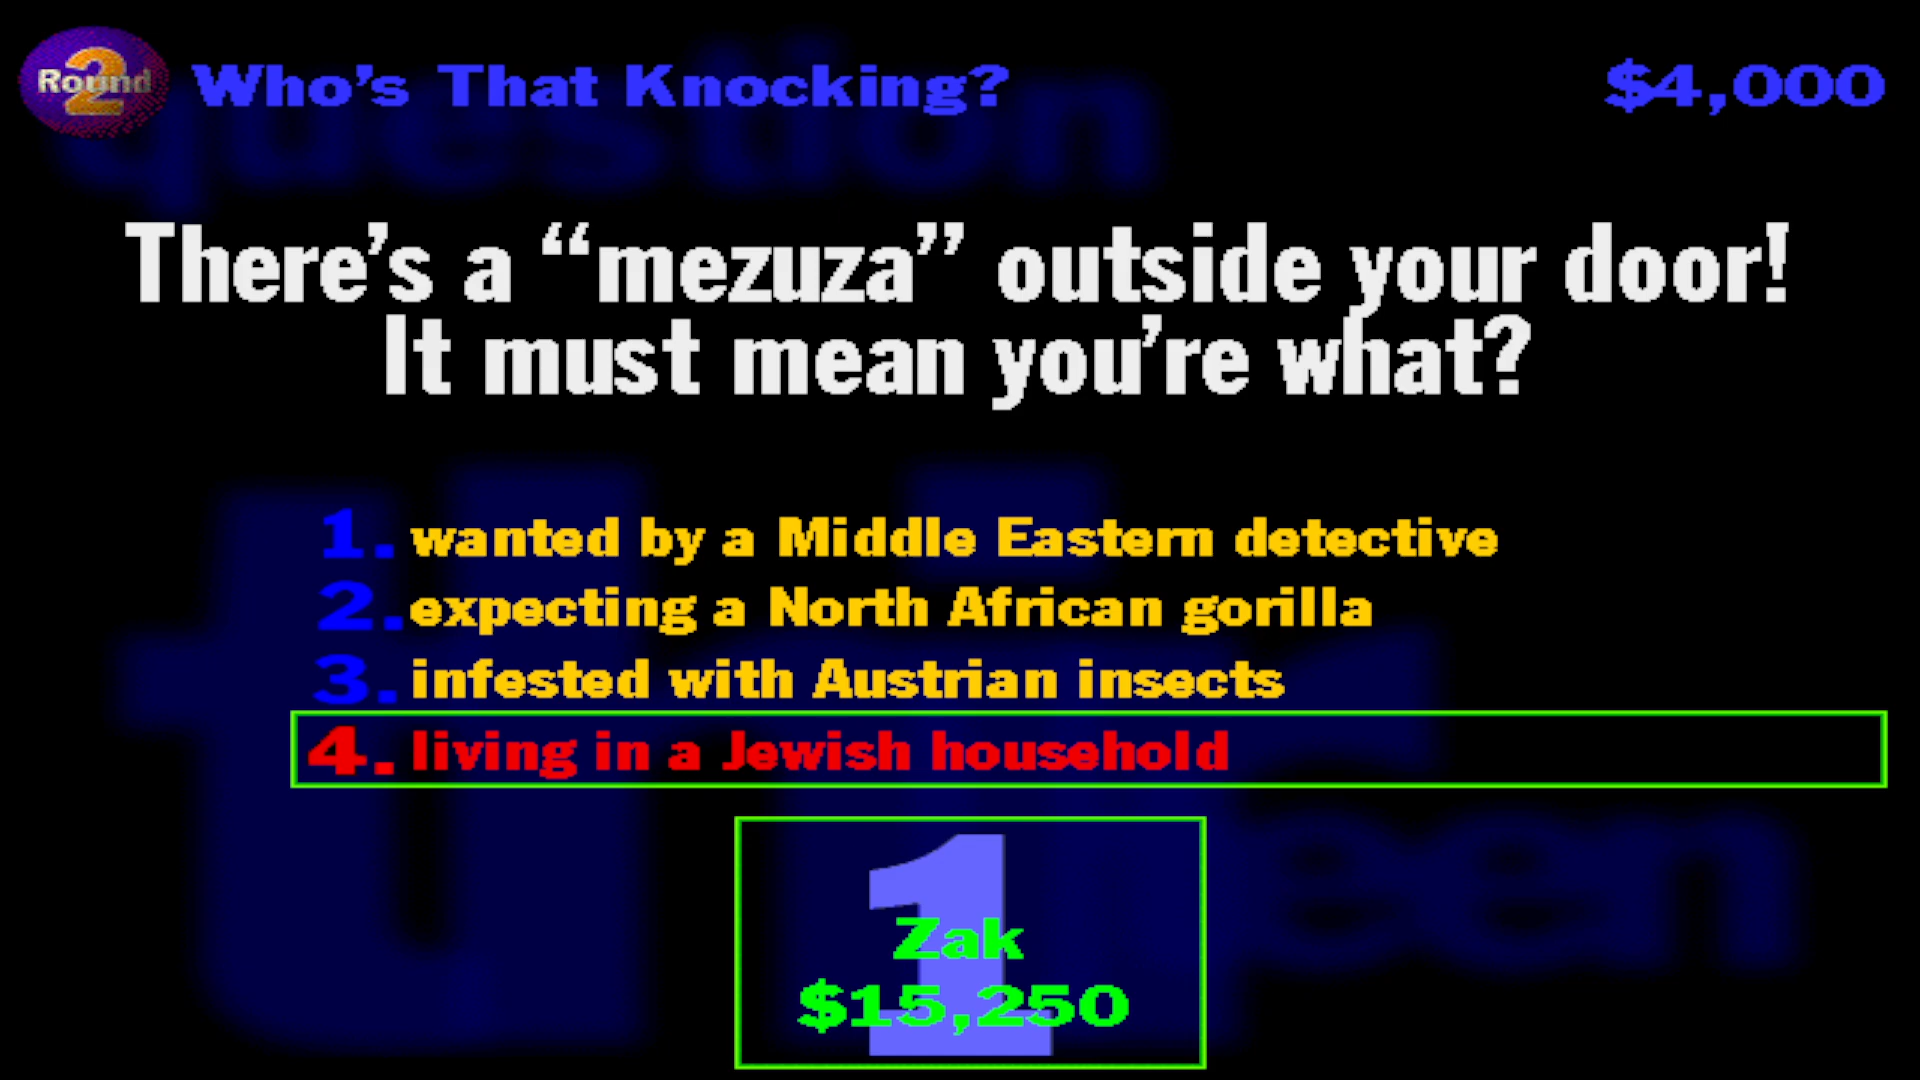 Round 2
Who's That Knocking?
$4,000
question
There's a “mezuza” outside your door!
It must mean you're what?
1. wanted by a Middle Eastern detective
2. expecting a North African gorilla
3. infested with Austrian insects
4. living in a Jewish household
1
Zak
$15,250